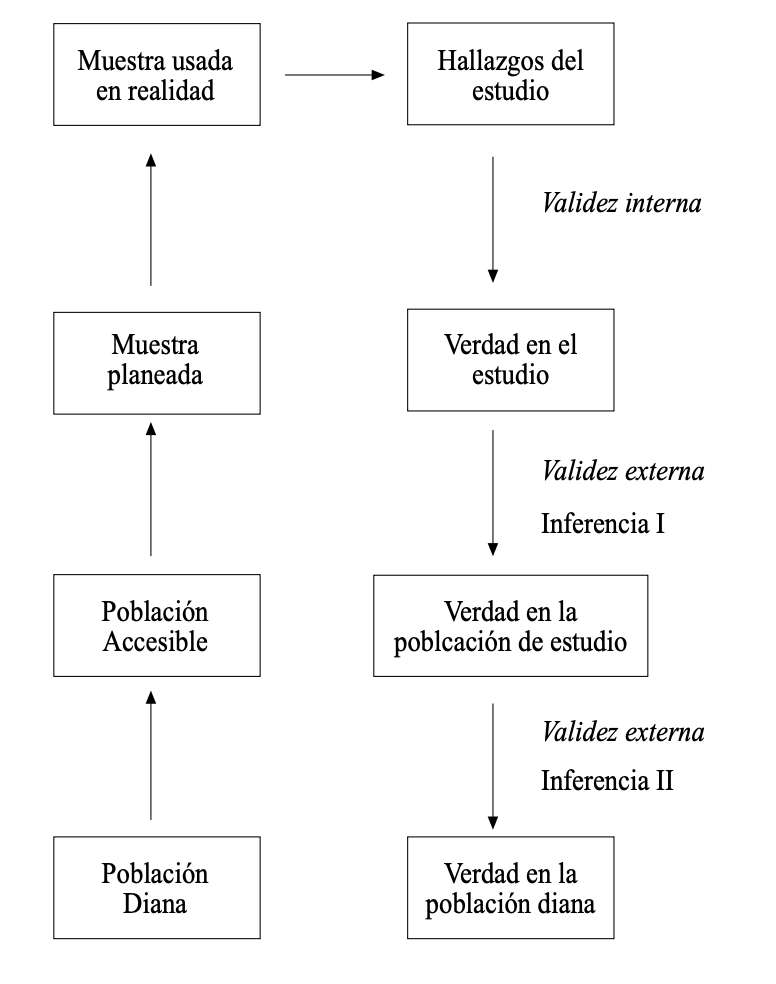 Muestra usada
en realidad
Hallazgos del
estudio
Validez interna
Muestra
planeada
Verdad en el
estudio
Validez externa
Inferencia I
Población
Accesible
Verdad en la
poblcación de estudio
Validez externa
Inferencia II
Población
Diana
Verdad en la
población diana